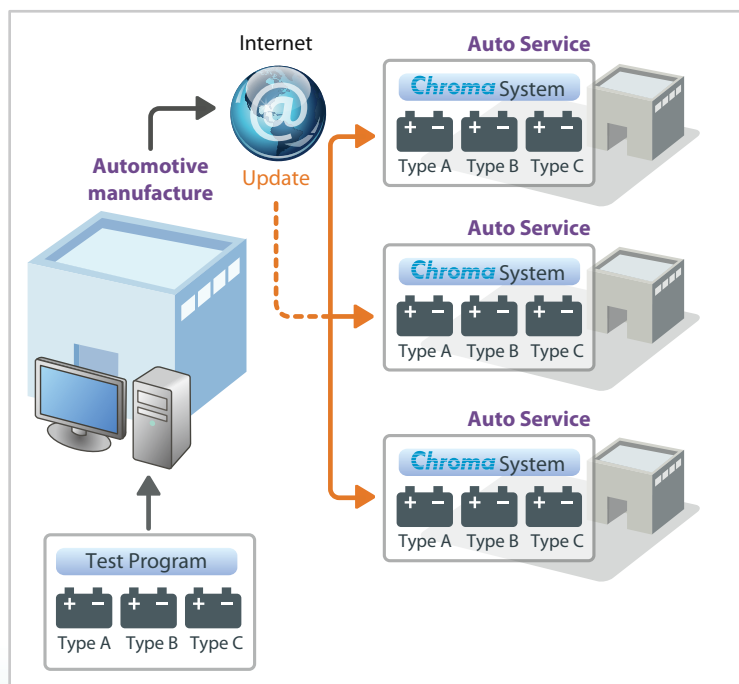 Internet
@
Update
Automotive
manufacture
Test Program
Type A Type B Type C
Auto Service
Chroma System
Type A Type B Type C
Auto Service
Chroma System
Type A Type B Type C
Auto Service
Chroma System
Type A Type B Type C